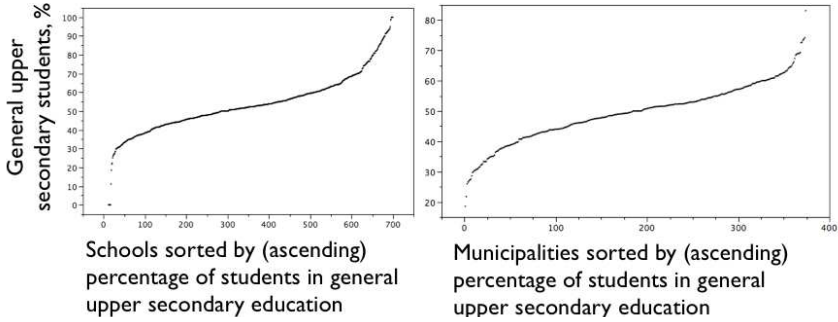 General upper
secondary students, %
100
90
80
70
60
50
40
30
20
10
0
0 100 200 300 400 500 600 700
Schools sorted by (ascending)
percentage of students in general
upper secondary education
80
70
60
50
40
30
20
0 100 200 300 400
Municipalities sorted by (ascending)
percentage of students in general
upper secondary education